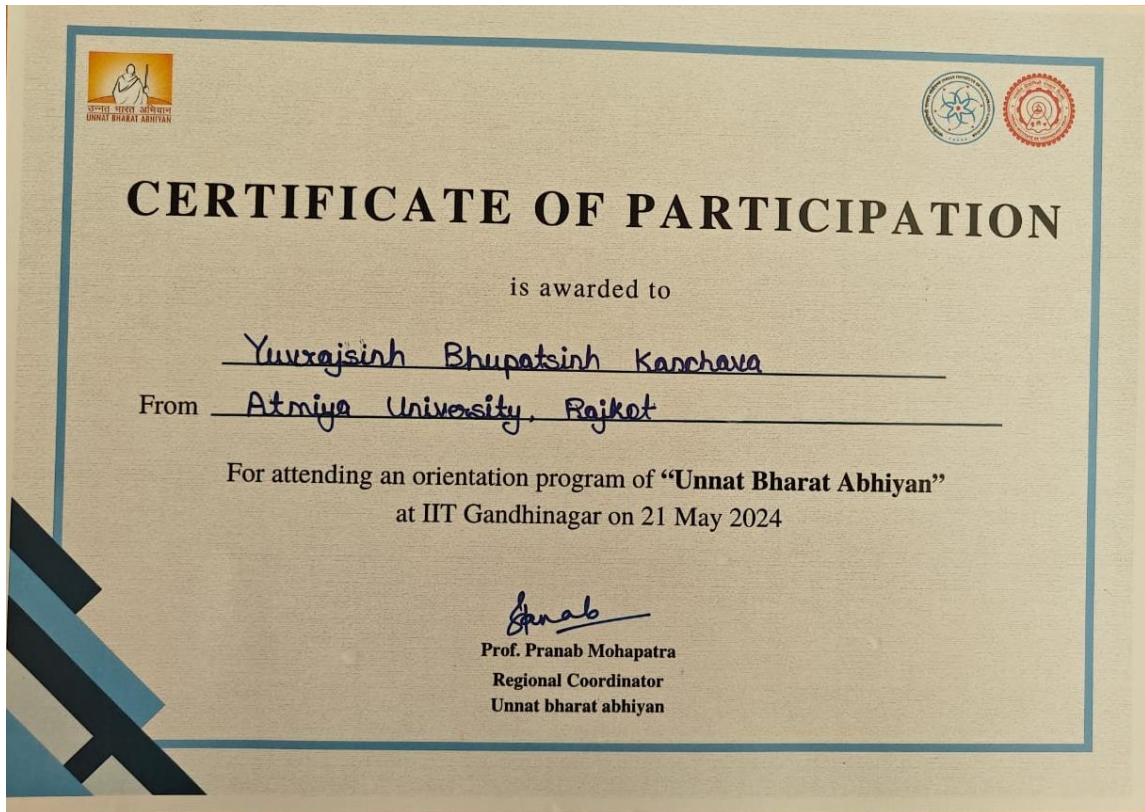 उन्नत भारत अभियान
UNNAT BHARAT ABHIYAN
CERTIFICATE OF PARTICIPATION
is awarded to
Yuvrajsinh Bhupatsinh Kanchava
From Atmiya University, Rajkot
For attending an orientation program of “Unnat Bharat Abhiyan”
at IIT Gandhinagar on 21 May 2024
Pranab
Prof. Pranab Mohapatra
Regional Coordinator
Unnat bharat abhiyan